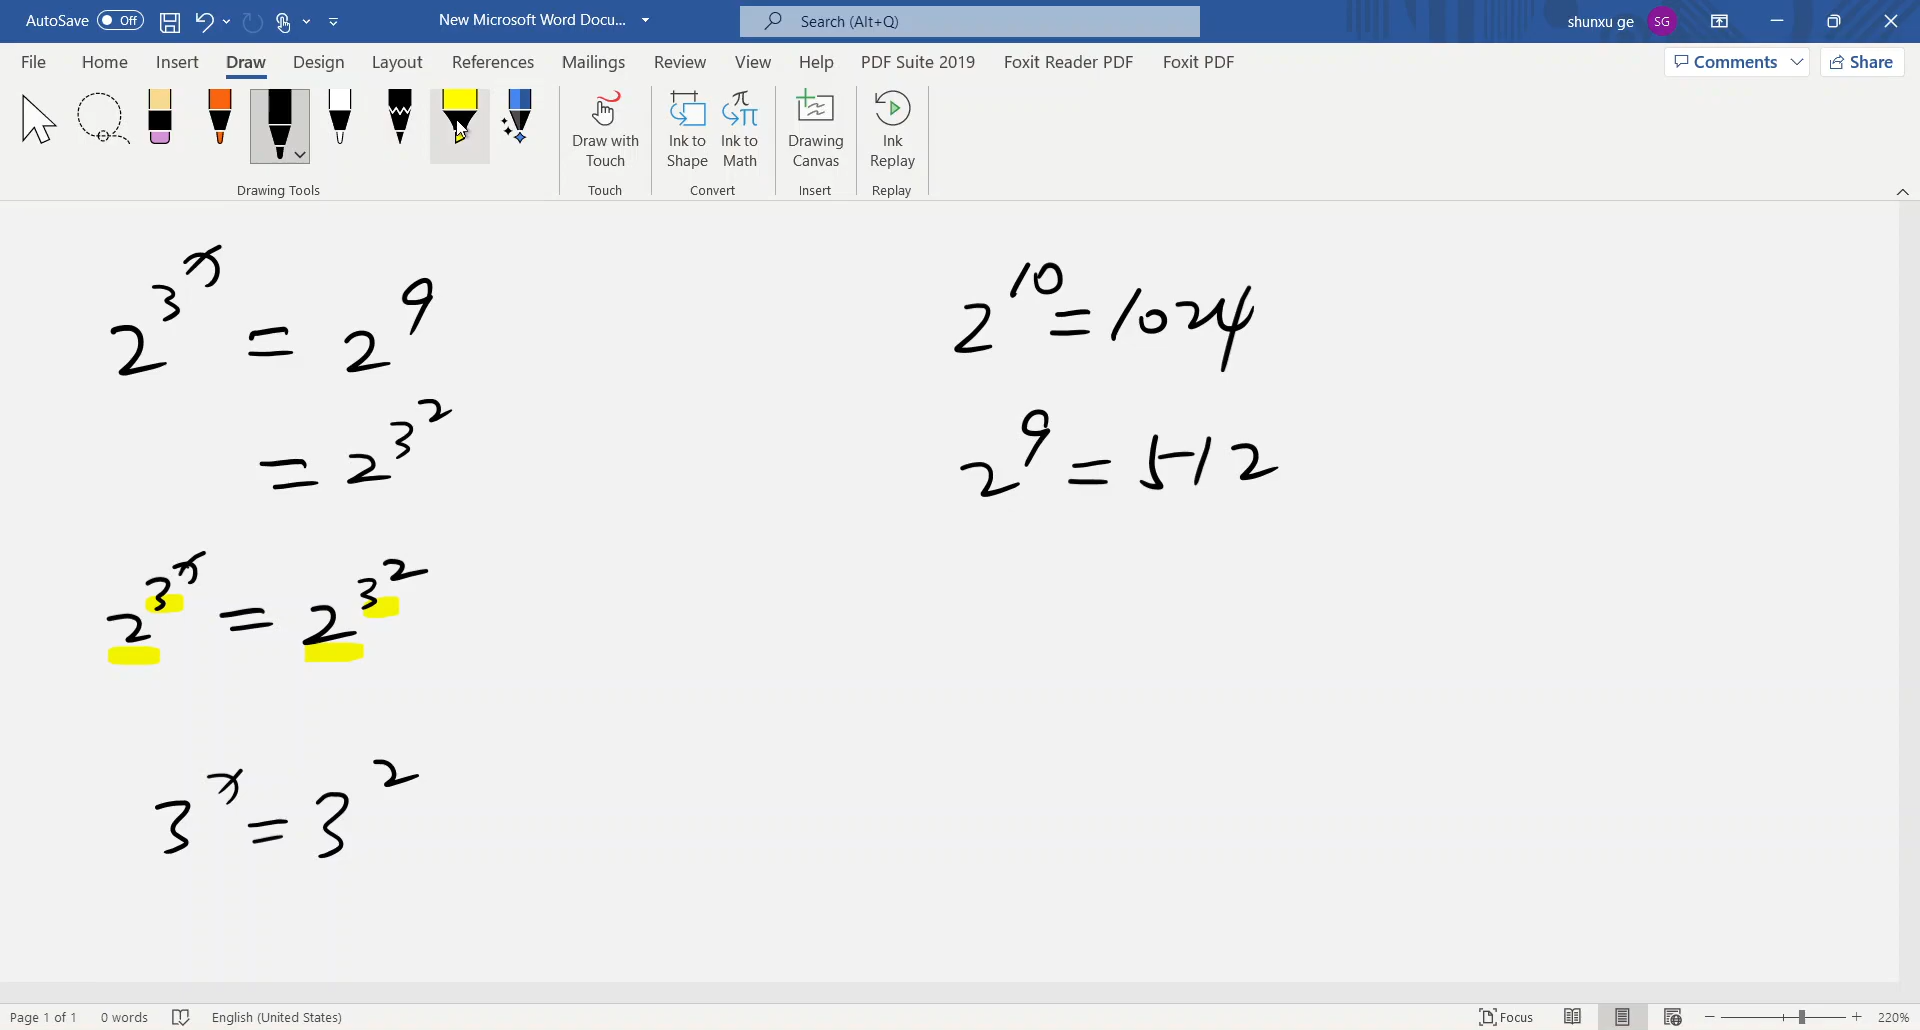 AutoSave Off New Microsoft Word Docu... Search (Alt+Q) shunxu ge SG
File Home Insert Draw Design Layout References Mailings Review View Help PDF Suite 2019 Foxit Reader PDF Foxit PDF Comments Share
Draw with Touch
Ink to Shape
Ink to Math
Drawing Canvas
Ink Replay
Drawing Tools Touch Convert Insert Replay
2^{3^x} = 2^9
= 2^{3^2}
2^{3^x} = 2^{3^2}
3^x = 3^2
2^{10} = 1024
2^9 = 512
Page 1 of 1 0 words English (United States) Focus 220%